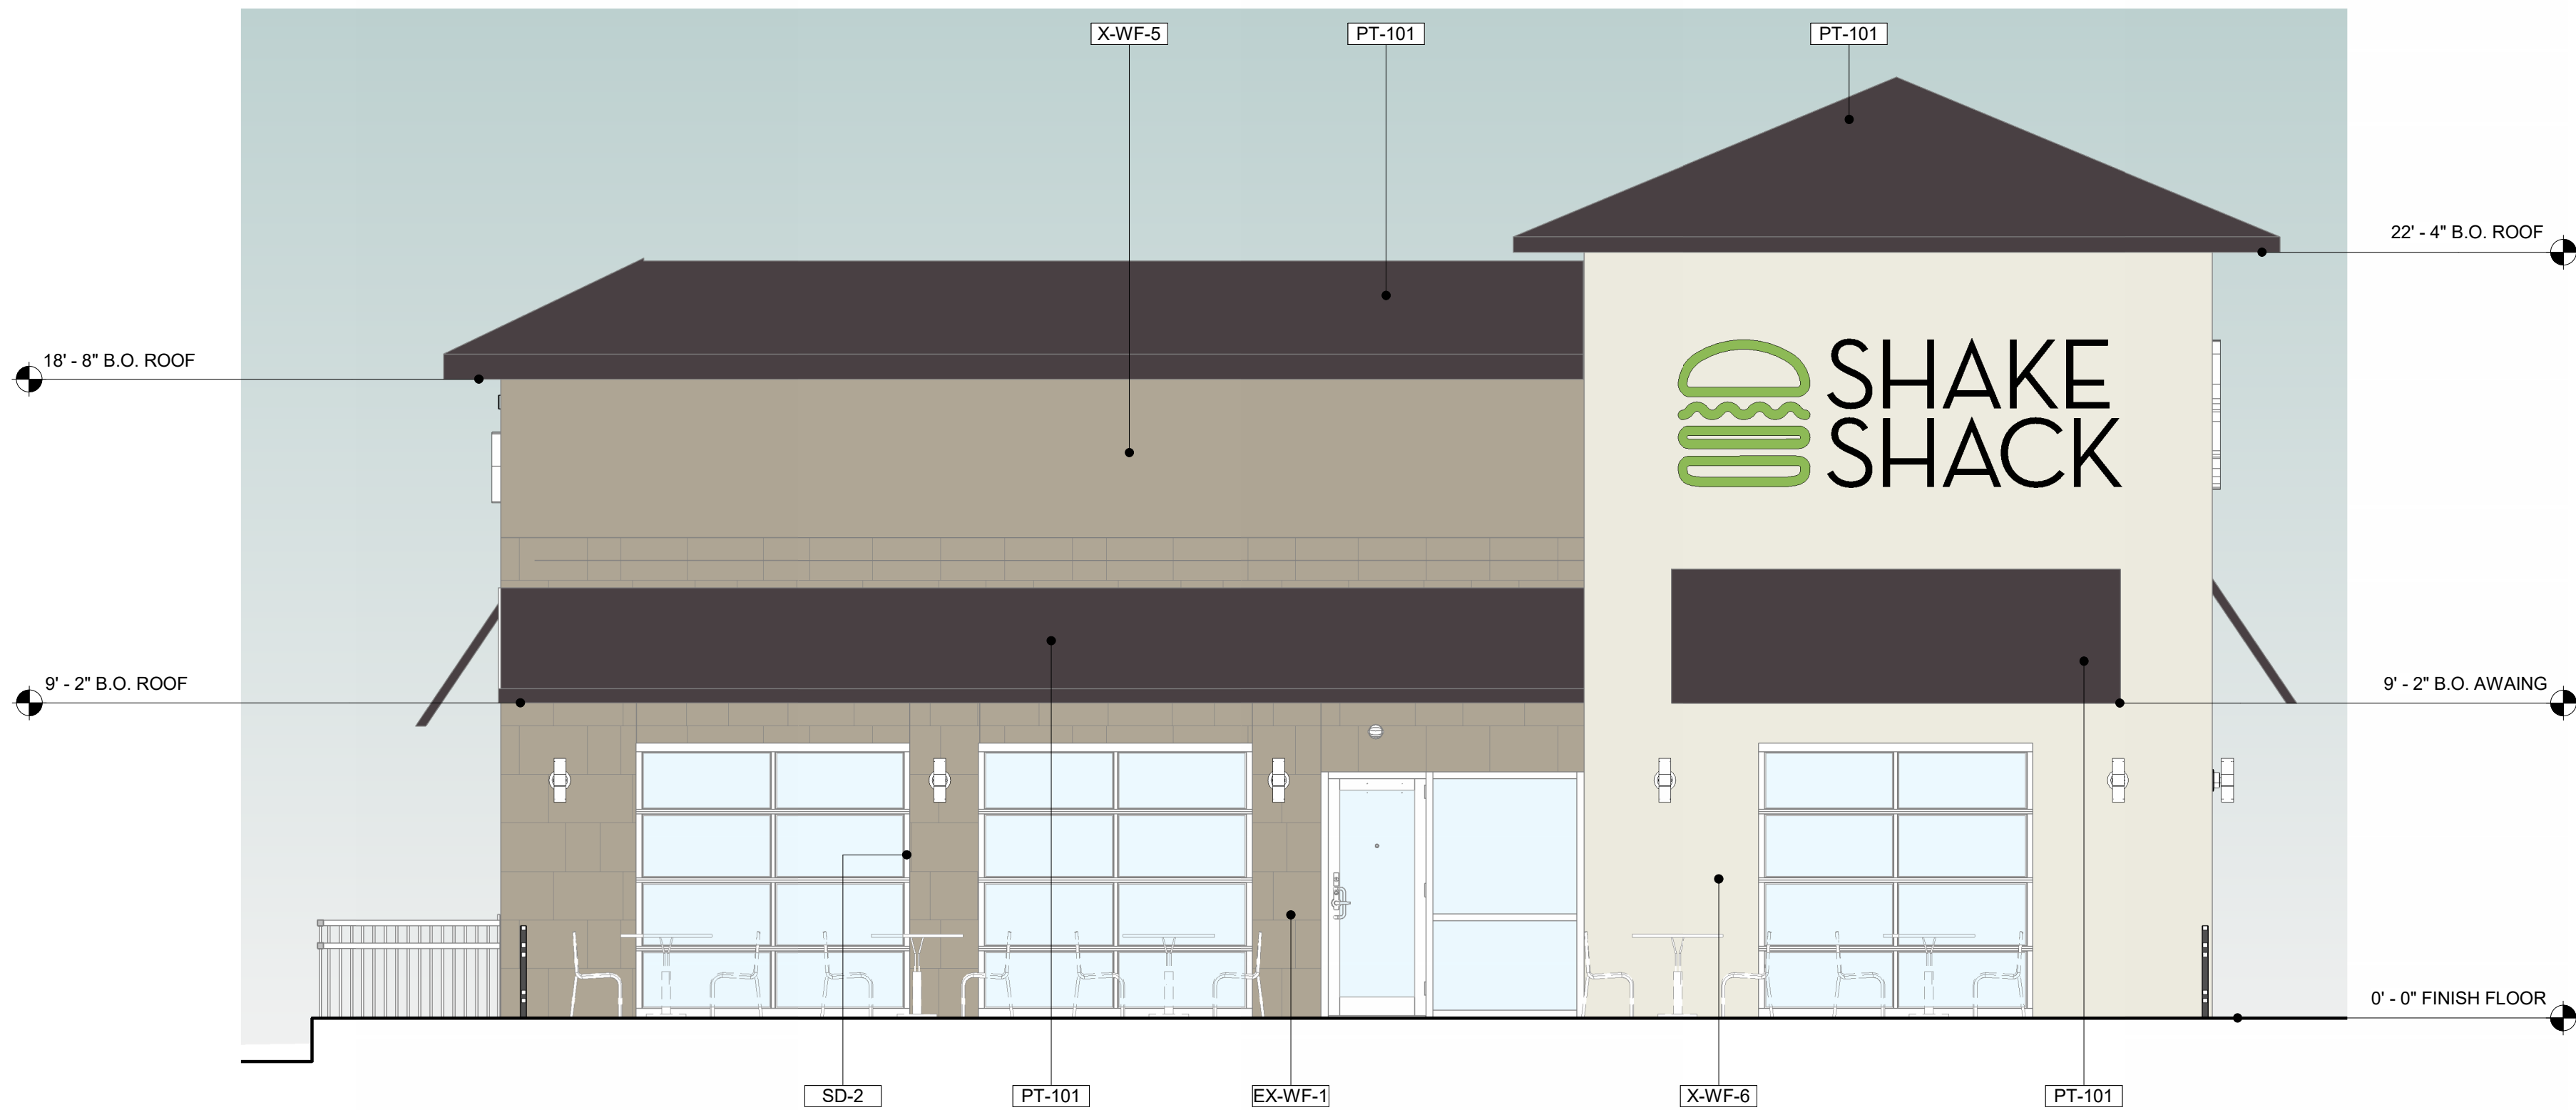 X-WF-5
PT-101
PT-101
22' - 4" B.O. ROOF
18' - 8" B.O. ROOF
SHAKE
SHACK
9' - 2" B.O. ROOF
9' - 2" B.O. AWAING
0' - 0" FINISH FLOOR
SD-2
PT-101
EX-WF-1
X-WF-6
PT-101